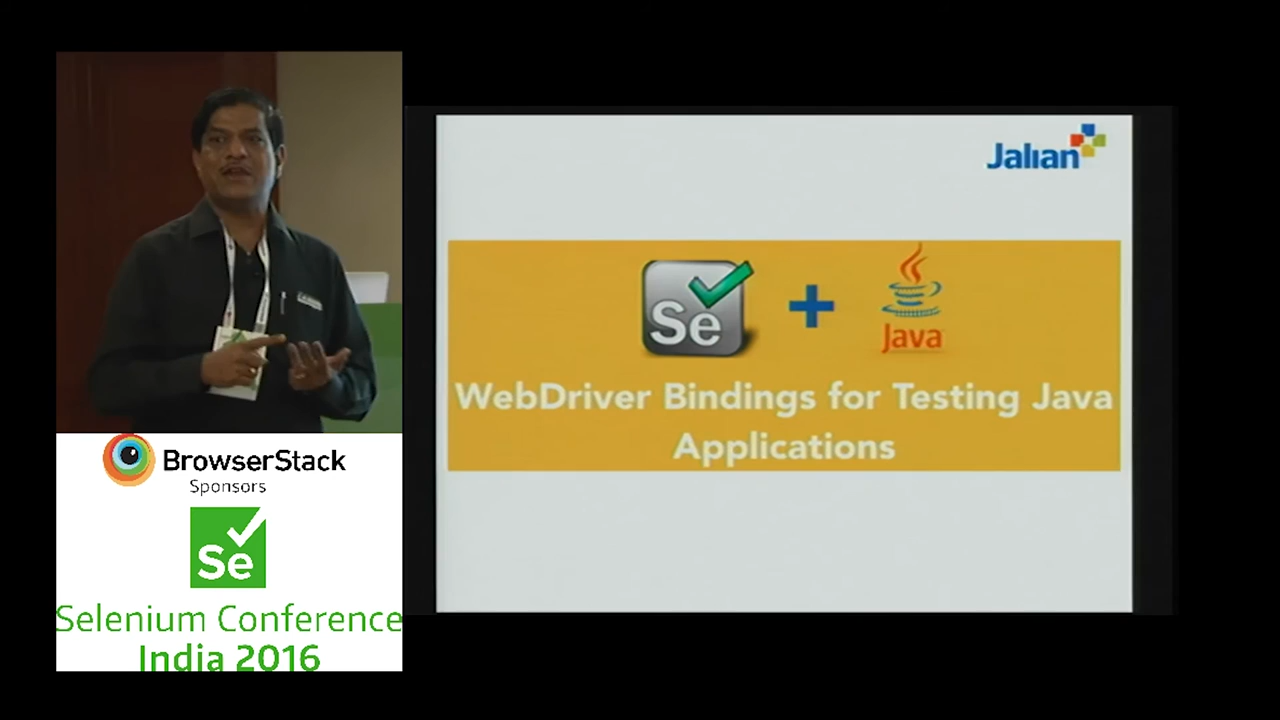 Jalian
Se
Java
WebDriver Bindings for Testing Java
Applications
BrowserStack
Sponsors
Se
Selenium Conference
India 2016